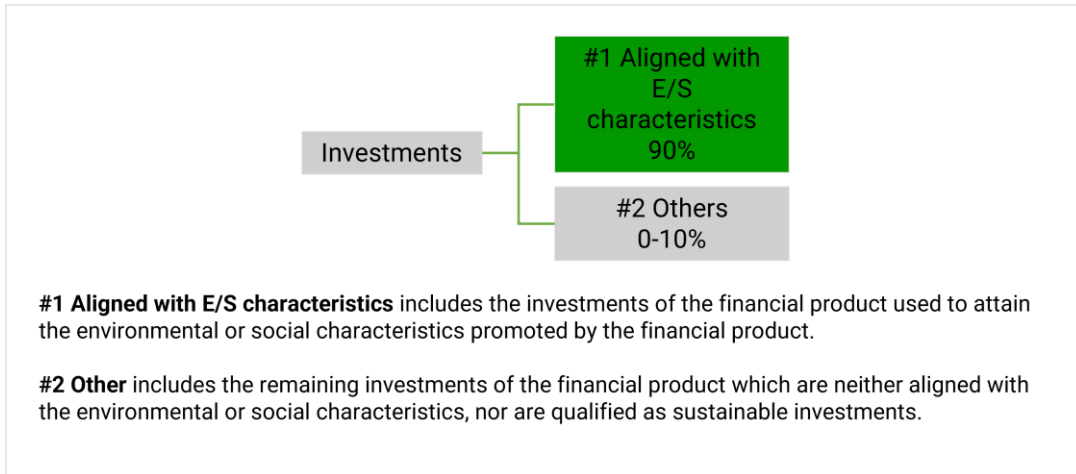 #1 Aligned with
E/S
characteristics
90%
Investments
#2 Others
0-10%
#1 Aligned with E/S characteristics includes the investments of the financial product used to attain
the environmental or social characteristics promoted by the financial product.
#2 Other includes the remaining investments of the financial product which are neither aligned with
the environmental or social characteristics, nor are qualified as sustainable investments.